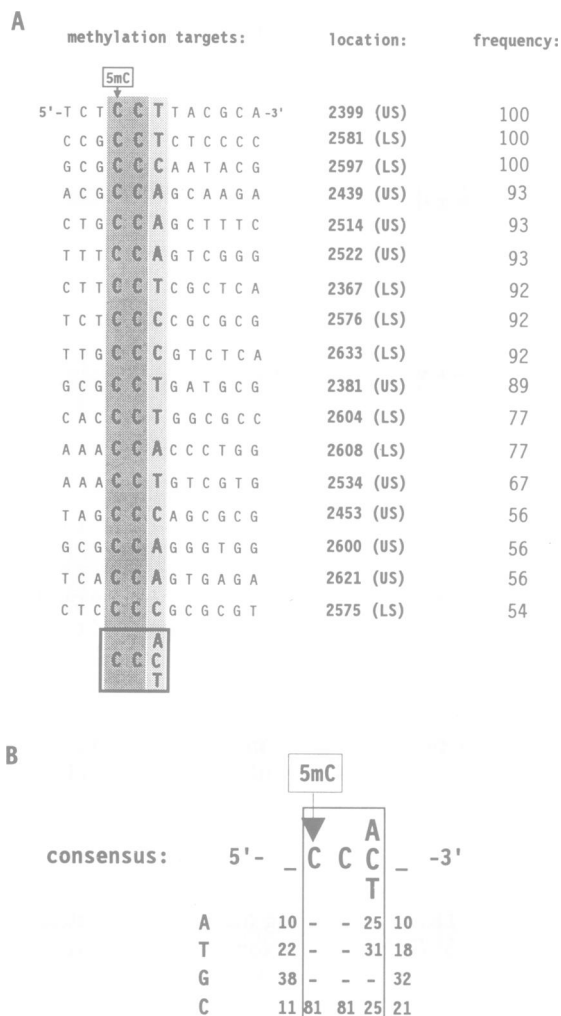 A
methylation targets: location: frequency:
5mC
5'-T C T C C T T A C G C A-3' 2399 (US) 100
C C G C C T C T C C C C 2581 (LS) 100
G C G C C C A A T A C G 2597 (LS) 100
A C G C C A G C A A G A 2439 (US) 93
C T G C C A G C T T T C 2514 (US) 93
T T T C C A G T C G G G 2522 (US) 93
C T T C C T C G C T C A 2367 (LS) 92
T C T C C C C G C G C G 2576 (LS) 92
T T G C C C G T C T C A 2633 (LS) 92
G C G C C T G A T G C G 2381 (US) 89
C A C C C T G G C G C C 2604 (LS) 77
A A A C C A C C C T G G 2608 (LS) 77
A A A C C T G T C G T G 2534 (US) 67
T A G C C C A G C G C G 2453 (US) 56
G C G C C A G G G T G G 2600 (US) 56
T C A C C A G T G A G A 2621 (US) 56
C T C C C C G C G C G T 2575 (LS) 54
A
C C C
T
B
5mC
A
consensus: 5'- _ C C C _ -3'
T
A 10 - - 25 10
T 22 - - 31 18
G 38 - - - 32
C 11 81 81 25 21